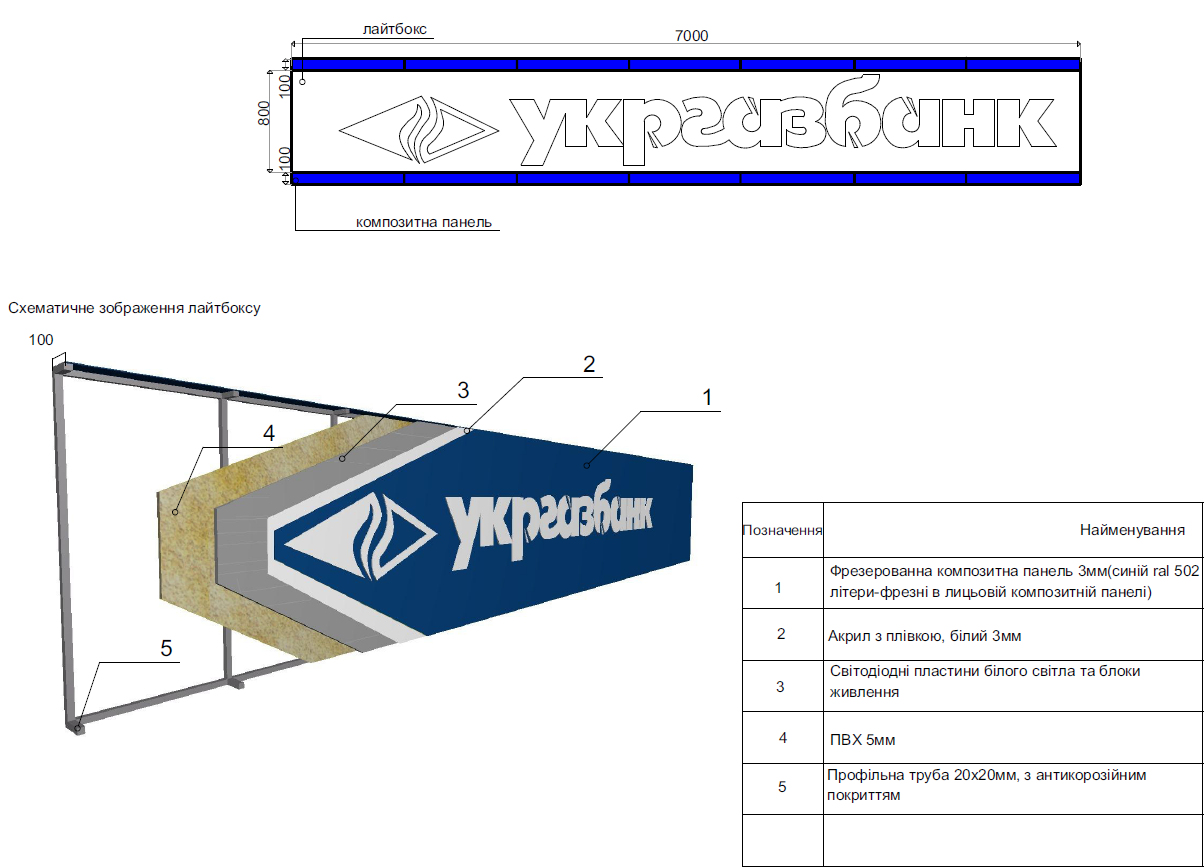 лайтбокс
7000
100
800
100
укргазбанк
композитна панель
Схематичне зображення лайтбоксу
100
2
3
1
4
укргазбанк
5
Позначення
Найменування
1
Фрезерованна композитна панель 3мм(синій ral 502
літери-фрезні в лицьовій композитній панелі)
2
Акрил з плівкою, білий 3мм
3
Світодіодні пластини білого світла та блоки
живлення
4
ПВХ 5мм
5
Профільна труба 20х20мм, з антикорозійним
покриттям